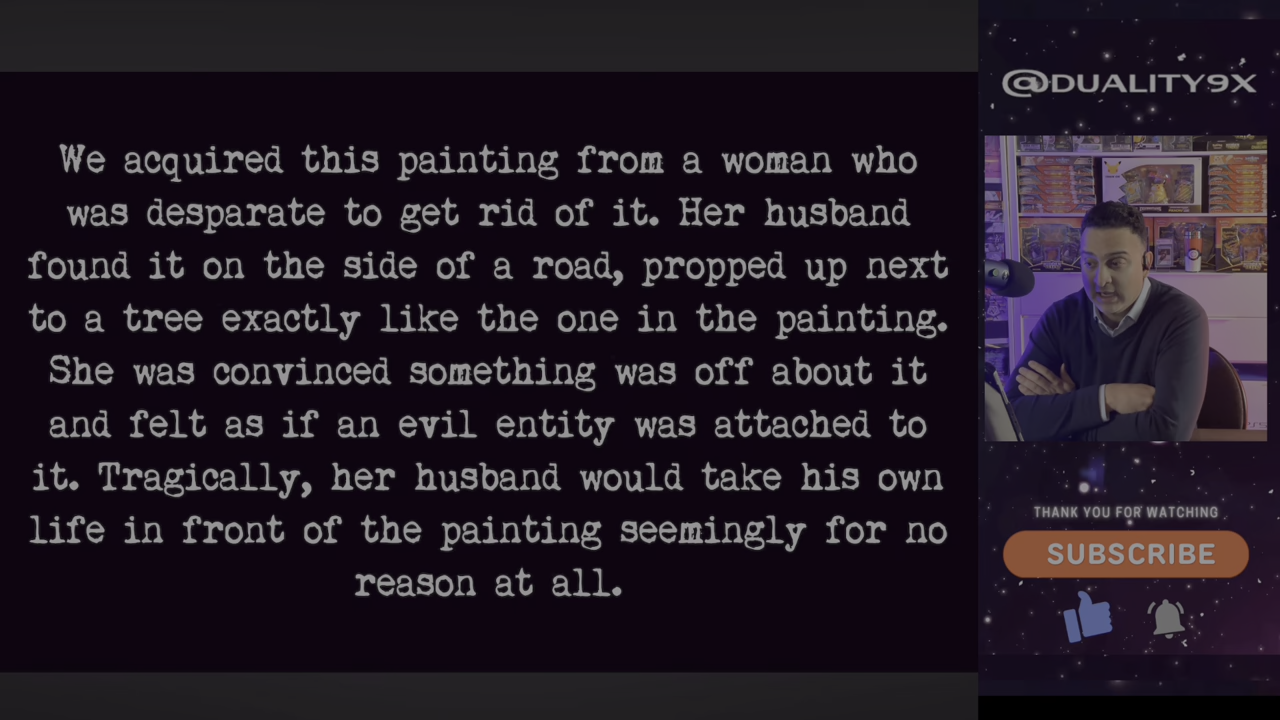 We acquired this painting from a woman who
was desparate to get rid of it. Her husband
found it on the side of a road, propped up next
to a tree exactly like the one in the painting.
She was convinced something was off about it
and felt as if an evil entity was attached to
it. Tragically, her husband would take his own
life in front of the painting seemingly for no
reason at all.
@DUALITY9X
THANK YOU FOR WATCHING
SUBSCRIBE